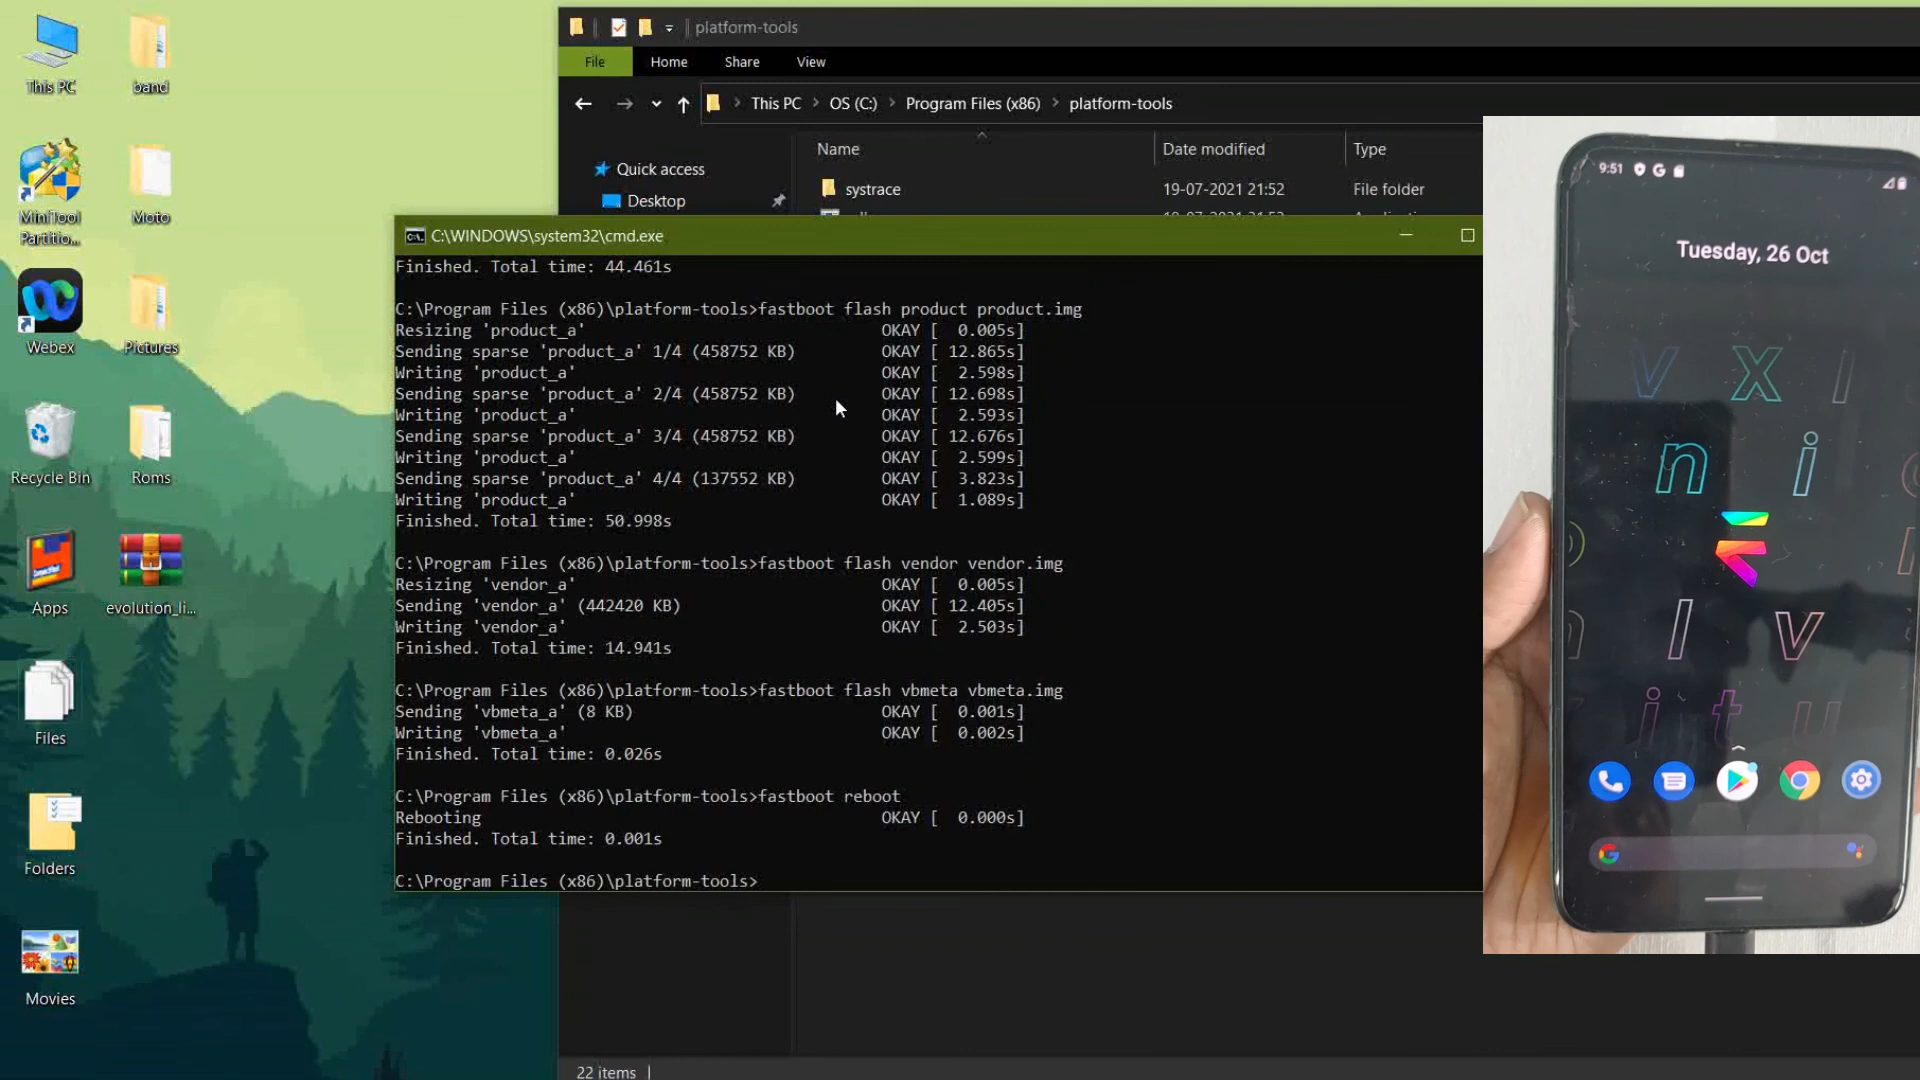 This PC
band
MiniTool
Partitio...
Moto
Webex
Pictures
Recycle Bin
Roms
Apps
evolution_li...
Files
Folders
Movies
platform-tools
File
Home
Share
View
This PC
OS (C:)
Program Files (x86)
platform-tools
Name
Date modified
Type
Quick access
Desktop
systrace
19-07-2021 21:52
File folder
C:\WINDOWS\system32\cmd.exe
Finished. Total time: 44.461s
C:\Program Files (x86)\platform-tools>fastboot flash product product.img
Resizing 'product_a' OKAY [ 0.005s]
Sending sparse 'product_a' 1/4 (458752 KB) OKAY [ 12.865s]
Writing 'product_a' OKAY [ 2.598s]
Sending sparse 'product_a' 2/4 (458752 KB) OKAY [ 12.698s]
Writing 'product_a' OKAY [ 2.593s]
Sending sparse 'product_a' 3/4 (458752 KB) OKAY [ 12.676s]
Writing 'product_a' OKAY [ 2.599s]
Sending sparse 'product_a' 4/4 (137552 KB) OKAY [ 3.823s]
Writing 'product_a' OKAY [ 1.089s]
Finished. Total time: 50.998s
C:\Program Files (x86)\platform-tools>fastboot flash vendor vendor.img
Resizing 'vendor_a' OKAY [ 0.005s]
Sending 'vendor_a' (442420 KB) OKAY [ 12.405s]
Writing 'vendor_a' OKAY [ 2.503s]
Finished. Total time: 14.941s
C:\Program Files (x86)\platform-tools>fastboot flash vbmeta vbmeta.img
Sending 'vbmeta_a' (8 KB) OKAY [ 0.001s]
Writing 'vbmeta_a' OKAY [ 0.002s]
Finished. Total time: 0.026s
C:\Program Files (x86)\platform-tools>fastboot reboot
Rebooting OKAY [ 0.000s]
Finished. Total time: 0.001s
C:\Program Files (x86)\platform-tools>
22 items
9:51
Tuesday, 26 Oct
v x l
n i
l v
i t u